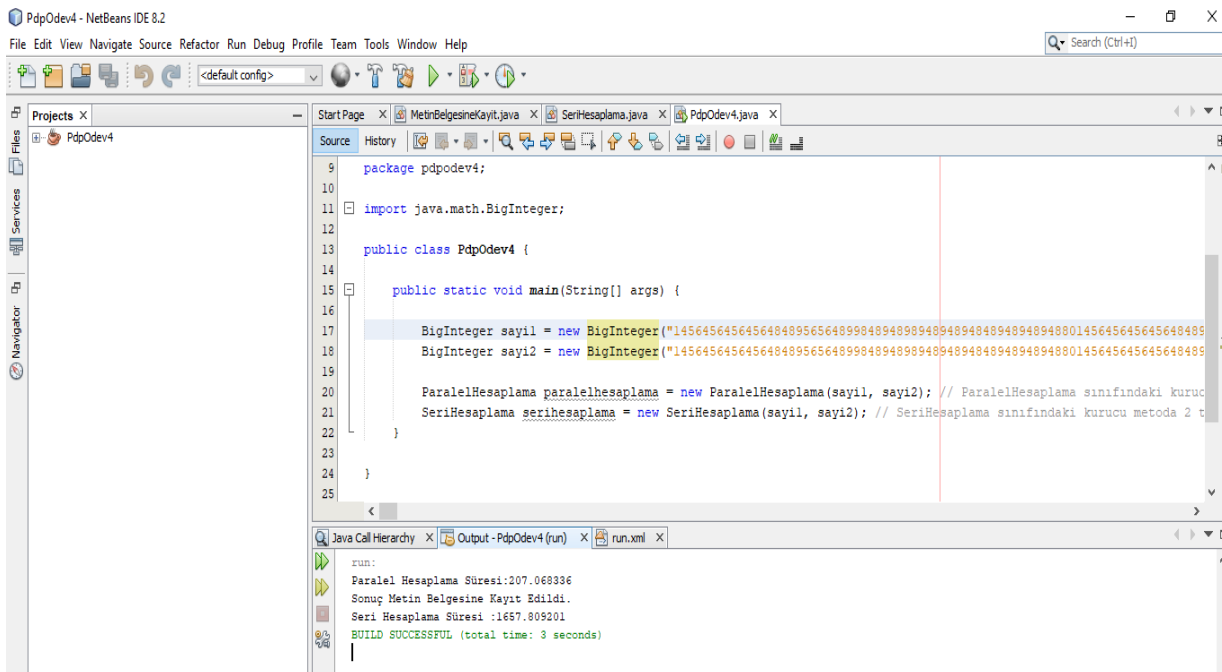 PdpOdev4 - NetBeans IDE 8.2
File Edit View Navigate Source Refactor Run Debug Profile Team Tools Window Help
Search (Ctrl+I)
<default config>
Projects
Files
Services
Navigator
PdpOdev4
Start Page MetinBelgesineKayit.java SeriHesaplama.java PdpOdev4.java
Source History
9 package pdpodev4;
10
11 import java.math.BigInteger;
12
13 public class PdpOdev4 {
14
15 public static void main(String[] args) {
16
17 BigInteger sayi1 = new BigInteger("
18 BigInteger sayi2 = new BigInteger("
19
20 ParalelHesaplama paralelhesaplama = new ParalelHesaplama(sayi1, sayi2); // ParalelHesaplama sınıfındaki kuruc
21 SeriHesaplama serihesaplama = new SeriHesaplama(sayi1, sayi2); // SeriHesaplama sınıfındaki kurucu metoda 2 t
22 }
23
24 }
25
Java Call Hierarchy Output - PdpOdev4 (run) run.xml
run:
Paralel Hesaplama Süresi:207.068336
Sonuç Metin Belgesine Kayıt Edildi.
Seri Hesaplama Süresi :1657.809201
BUILD SUCCESSFUL (total time: 3 seconds)